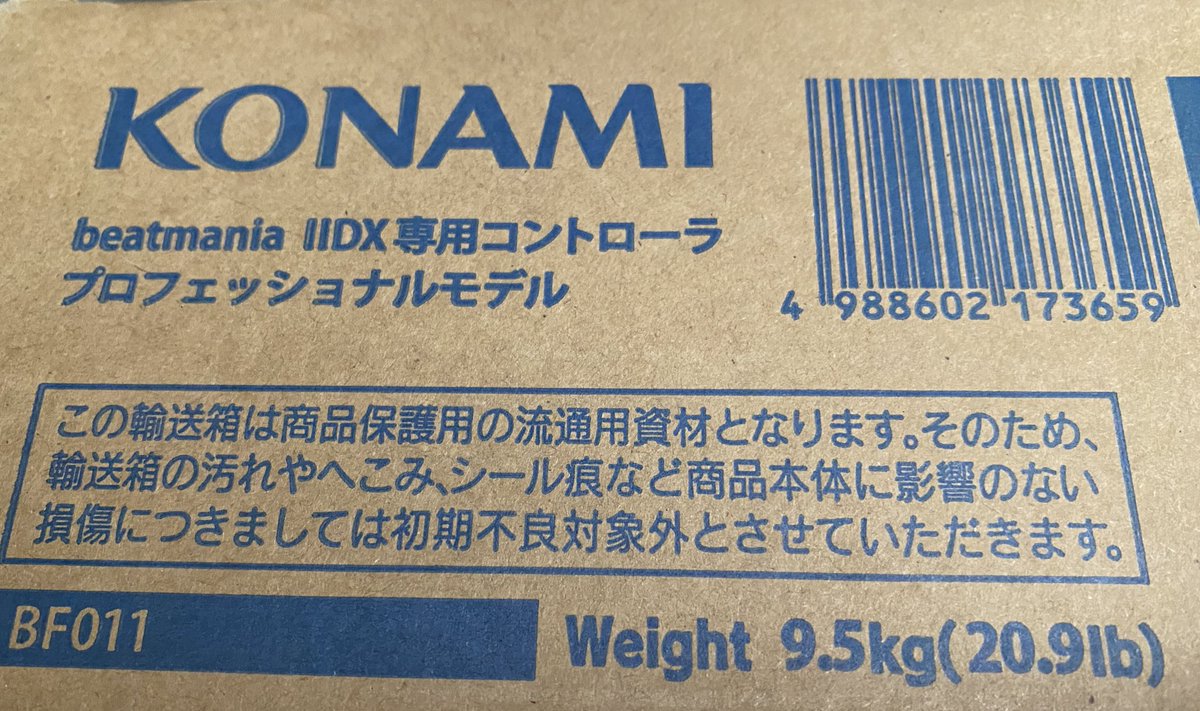 KONAMI
beatmania IIDX 専用コントローラ
プロフェッショナルモデル
4 988602 173659
この輸送箱は商品保護用の流通用資材となります。そのため、
輸送箱の汚れやへこみ、シール痕など商品本体に影響のない
損傷につきましては初期不良対象外とさせていただきます。
BF011
Weight 9.5kg(20.9lb)